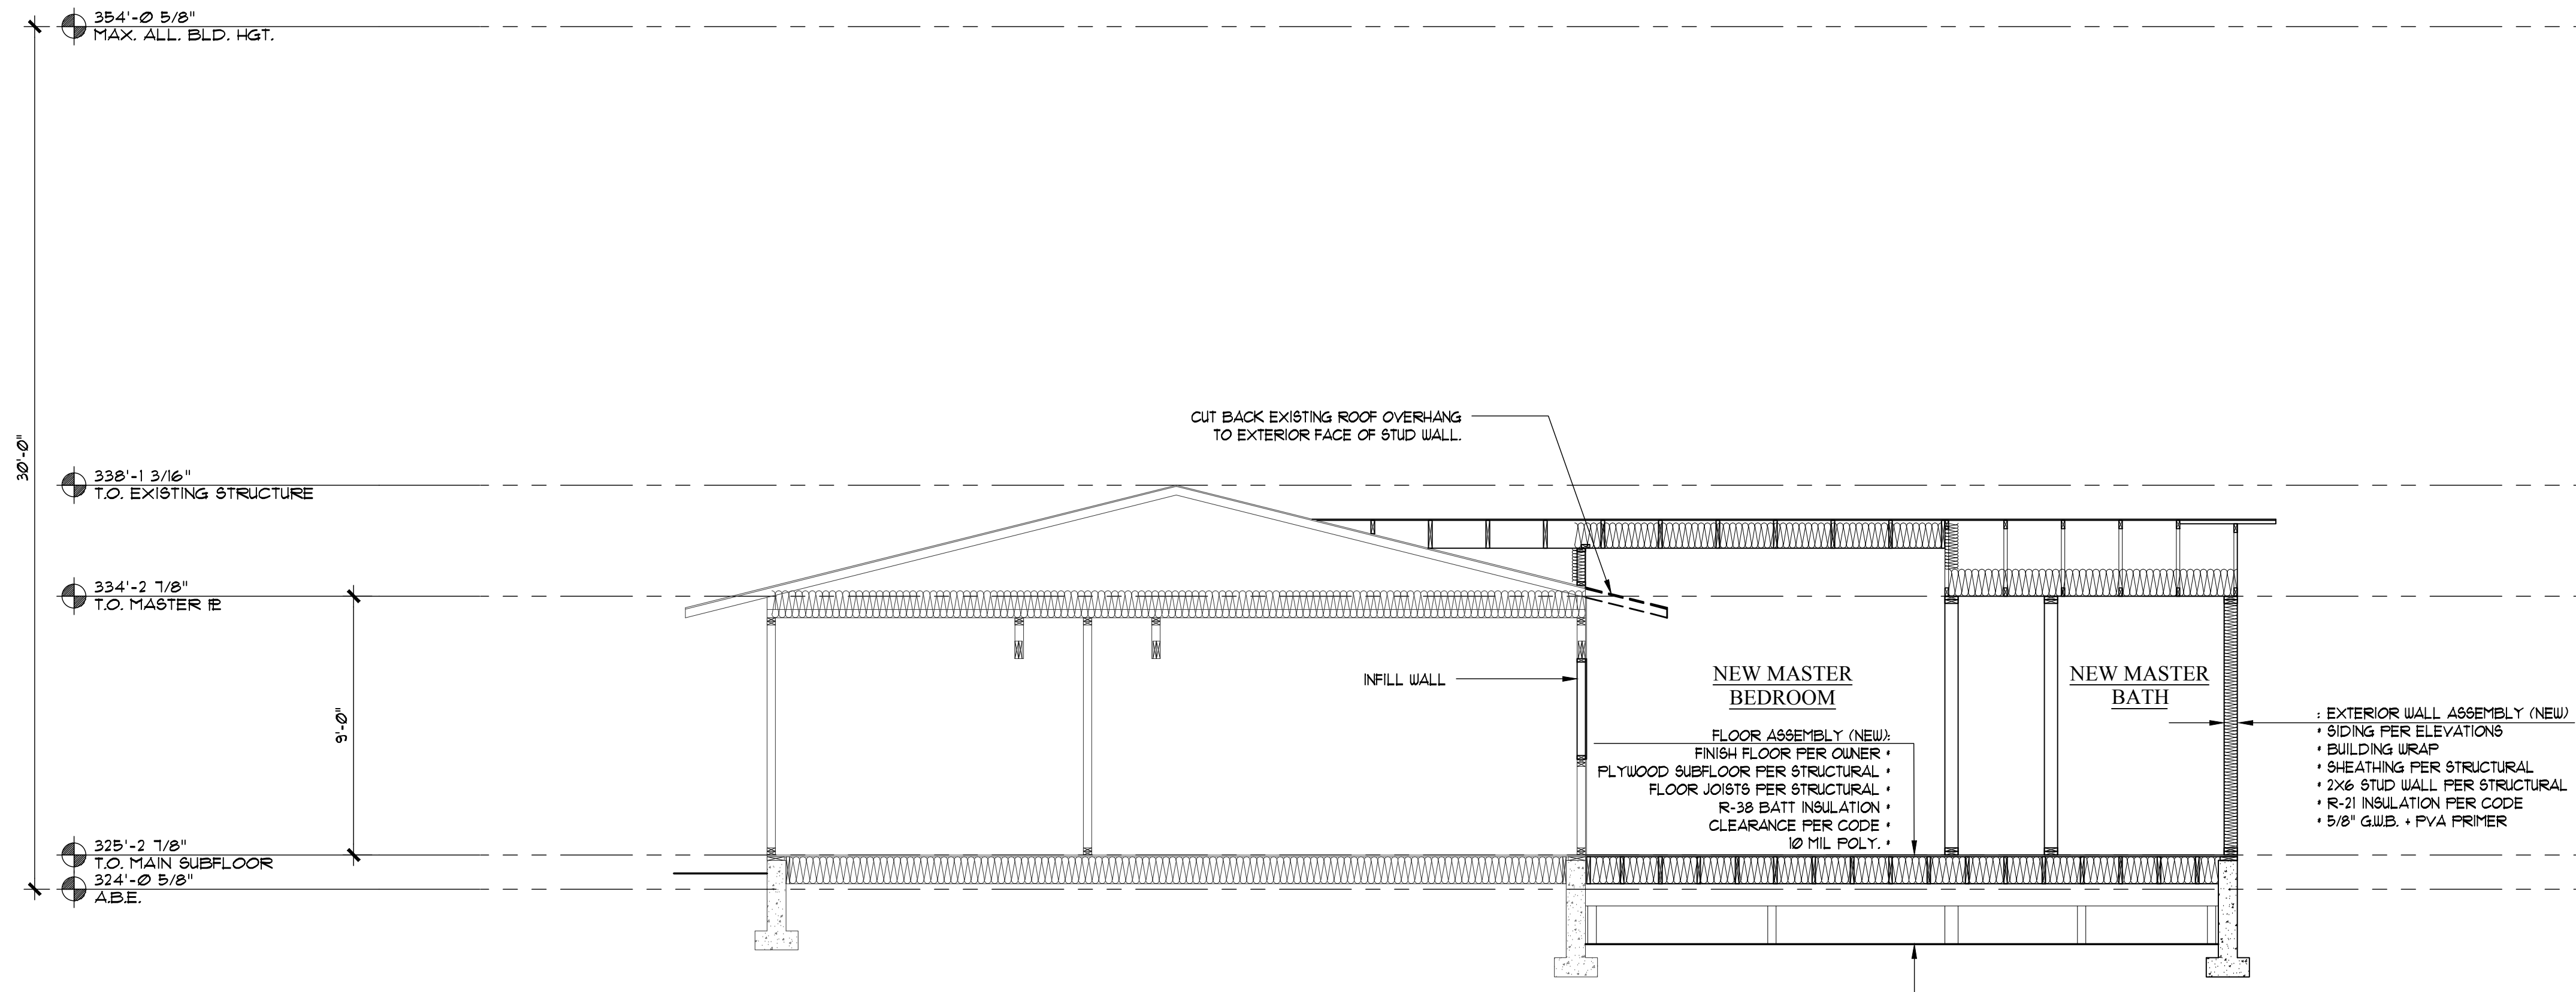 354'-0 5/8"
MAX. ALL. BLD. HGT.
30'-0"
CUT BACK EXISTING ROOF OVERHANG
TO EXTERIOR FACE OF STUD WALL.
338'-1 3/16"
T.O. EXISTING STRUCTURE
334'-2 7/8"
T.O. MASTER PL
9'-0"
INFILL WALL
NEW MASTER
BEDROOM
NEW MASTER
BATH
FLOOR ASSEMBLY (NEW):
FINISH FLOOR PER OWNER •
PLYWOOD SUBFLOOR PER STRUCTURAL •
FLOOR JOISTS PER STRUCTURAL •
R-38 BATT INSULATION •
CLEARANCE PER CODE •
10 MIL POLY. •
: EXTERIOR WALL ASSEMBLY (NEW)
• SIDING PER ELEVATIONS
• BUILDING WRAP
• SHEATHING PER STRUCTURAL
• 2X6 STUD WALL PER STRUCTURAL
• R-21 INSULATION PER CODE
• 5/8" G.W.B. + PVA PRIMER
325'-2 7/8"
T.O. MAIN SUBFLOOR
324'-0 5/8"
A.B.E.